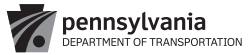 pennsylvania
DEPARTMENT OF TRANSPORTATION